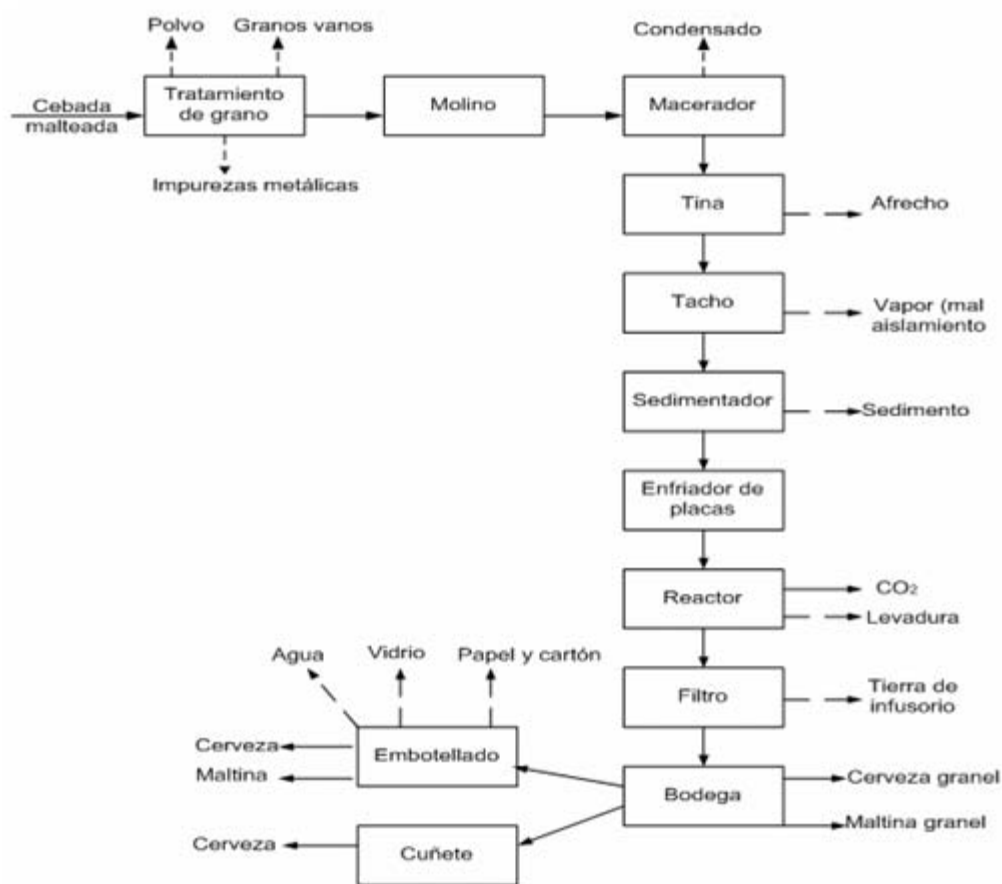 Polvo
Granos vanos
Condensado
Cebada
malteada
Tratamiento
de grano
Molino
Macerador
Impurezas metálicas
Tina
Afrecho
Tacho
Vapor (mal
aislamiento
Sedimentador
Sedimento
Enfriador de
placas
Reactor
CO₂
Levadura
Agua
Vidrio
Papel y cartón
Filtro
Tierra de
infusorio
Cerveza
Maltina
Embotellado
Bodega
Cerveza granel
Maltina granel
Cerveza
Cuñete